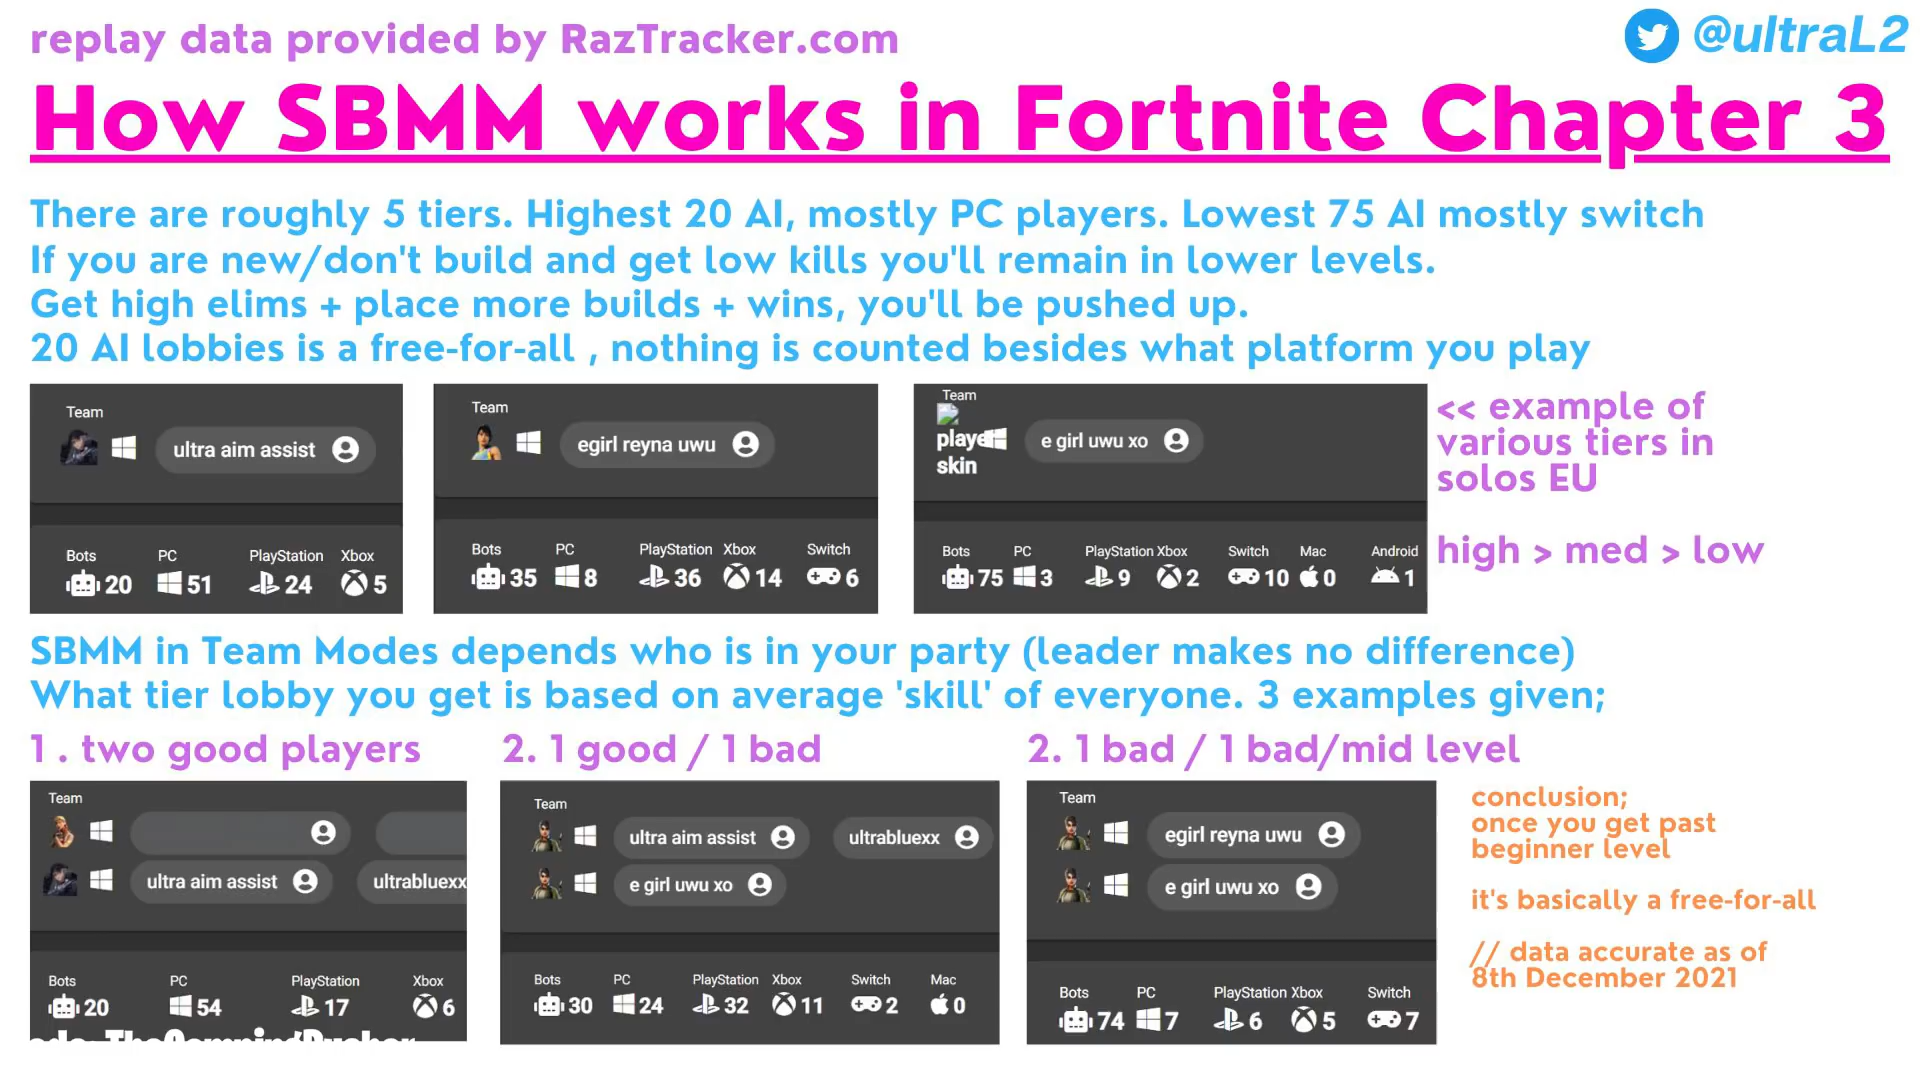 replay data provided by RazTracker.com
@ultraL2
How SBMM works in Fortnite Chapter 3
There are roughly 5 tiers. Highest 20 AI, mostly PC players. Lowest 75 AI mostly switch
If you are new/don't build and get low kills you'll remain in lower levels.
Get high elims + place more builds + wins, you'll be pushed up.
20 AI lobbies is a free-for-all , nothing is counted besides what platform you play
Team
ultra aim assist
Bots PC PlayStation Xbox
20 51 24 5
Team
egirl reyna uwu
Bots PC PlayStation Xbox Switch
35 8 36 14 6
Team
playe
skin
e girl uwu xo
Bots PC PlayStation Xbox Switch Mac Android
75 3 9 2 10 0 1
<< example of
various tiers in
solos EU
high > med > low
SBMM in Team Modes depends who is in your party (leader makes no difference)
What tier lobby you get is based on average 'skill' of everyone. 3 examples given;
1 . two good players
Team
ultra aim assist ultrabluexx
Bots PC PlayStation Xbox
20 54 17 6
2. 1 good / 1 bad
Team
ultra aim assist ultrabluexx
e girl uwu xo
Bots PC PlayStation Xbox Switch Mac
30 24 32 11 2 0
2. 1 bad / 1 bad/mid level
Team
egirl reyna uwu
e girl uwu xo
Bots PC PlayStation Xbox Switch
74 7 6 5 7
conclusion;
once you get past
beginner level
it's basically a free-for-all
// data accurate as of
8th December 2021